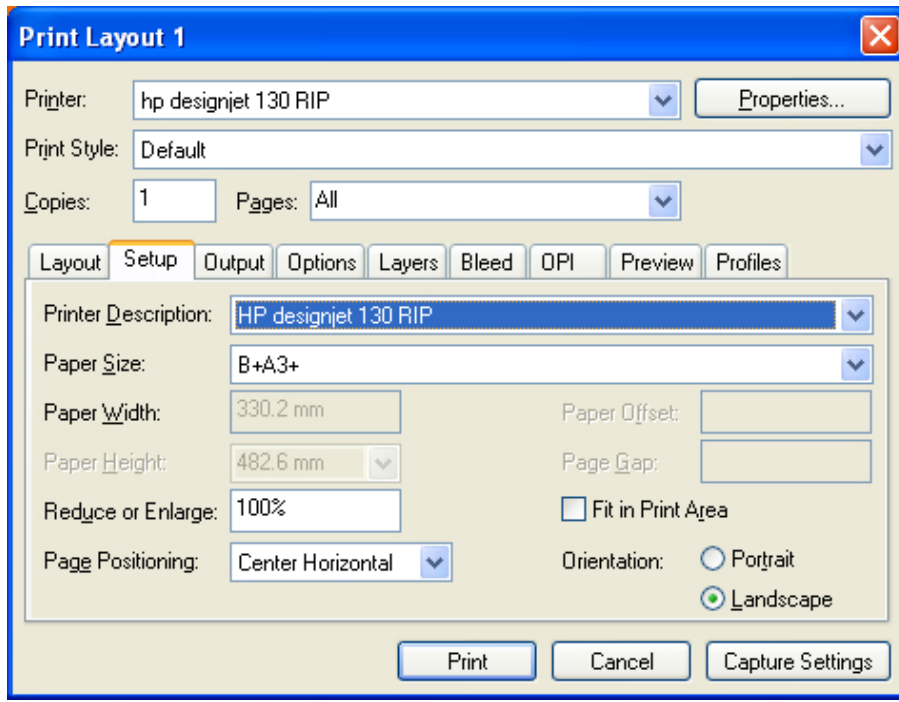 Print Layout 1
Printer: hp designjet 130 RIP Properties...
Print Style: Default
Copies: 1 Pages: All
Layout Setup Output Options Layers Bleed OPI Preview Profiles
Printer Description: HP designjet 130 RIP
Paper Size: B+A3+
Paper Width: 330.2 mm Paper Offset:
Paper Height: 482.6 mm Page Gap:
Reduce or Enlarge: 100% Fit in Print Area
Page Positioning: Center Horizontal Orientation: Portrait
Landscape
Print Cancel Capture Settings